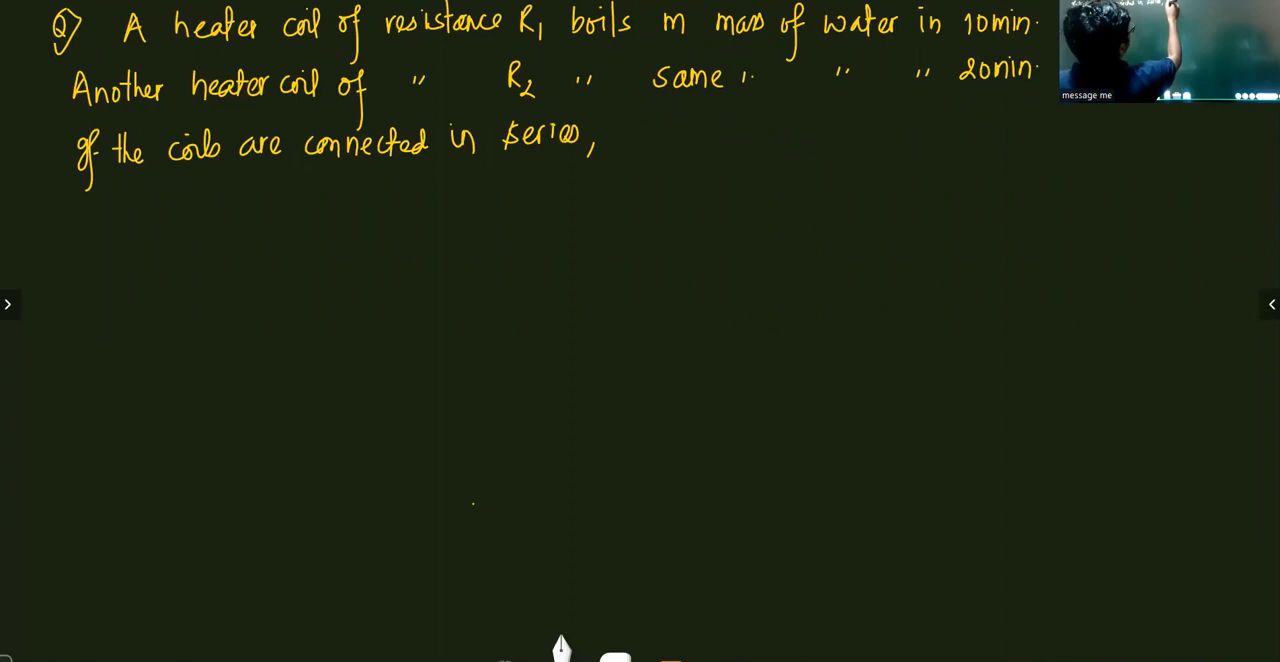 Q) A heater coil of resistance R₁ boils m mass of water in 10min.
Another heater coil of " R₂ " same " " " 20min.
If the coils are connected in series,
message me